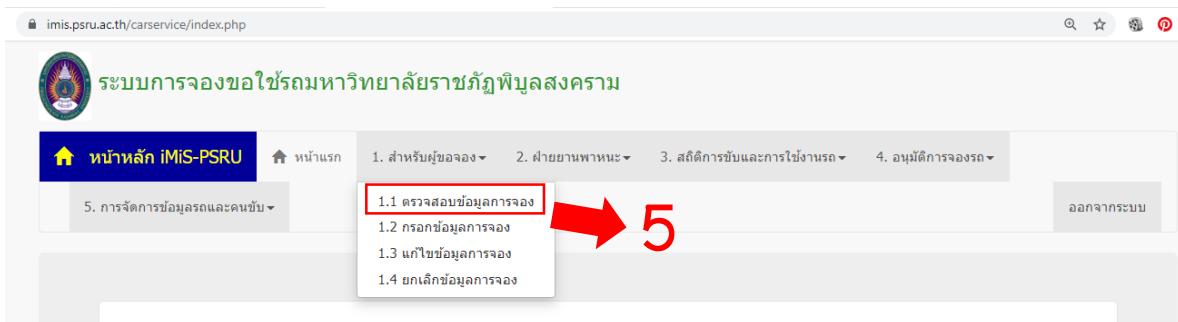 imis.psru.ac.th/carservice/index.php
ระบบการจองขอใช้รถมหาวิทยาลัยราชภัฏพิบูลสงคราม
หน้าหลัก iMiS-PSRU หน้าแรก 1. สำหรับผู้ขอจอง 2. ฝ่ายยานพาหนะ 3. สถิติการขับและการใช้งานรถ 4. อนุมัติการจองรถ
5. การจัดการข้อมูลรถและคนขับ ออกจากระบบ
1.1 ตรวจสอบข้อมูลการจอง
1.2 กรอกข้อมูลการจอง
1.3 แก้ไขข้อมูลการจอง
1.4 ยกเลิกข้อมูลการจอง
5